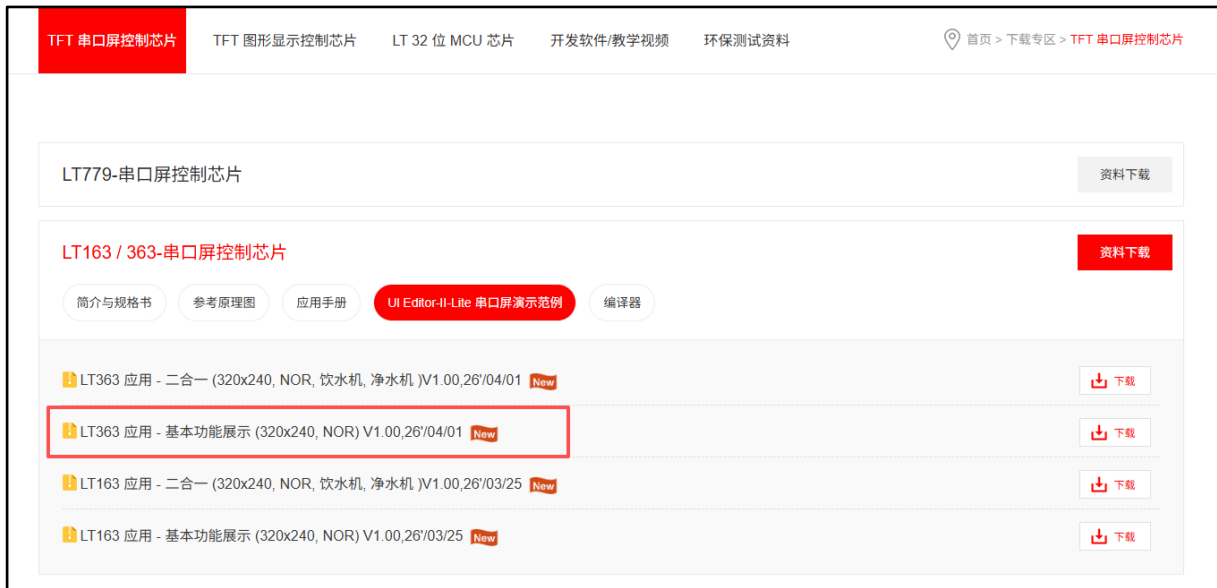 TFT 串口屏控制芯片 TFT 图形显示控制芯片 LT 32 位 MCU 芯片 开发软件/教学视频 环保测试资料 首页 > 下载专区 > TFT 串口屏控制芯片
LT779-串口屏控制芯片 资料下载
LT163 / 363-串口屏控制芯片 资料下载
简介与规格书 参考原理图 应用手册 UI Editor-II-Lite 串口屏演示范例 编译器
LT363 应用 - 二合一 (320x240, NOR, 饮水机, 净水机 )V1.00,26'/04/01 New 下载
LT363 应用 - 基本功能展示 (320x240, NOR) V1.00,26'/04/01 New 下载
LT163 应用 - 二合一 (320x240, NOR, 饮水机, 净水机 )V1.00,26'/03/25 New 下载
LT163 应用 - 基本功能展示 (320x240, NOR) V1.00,26'/03/25 New 下载